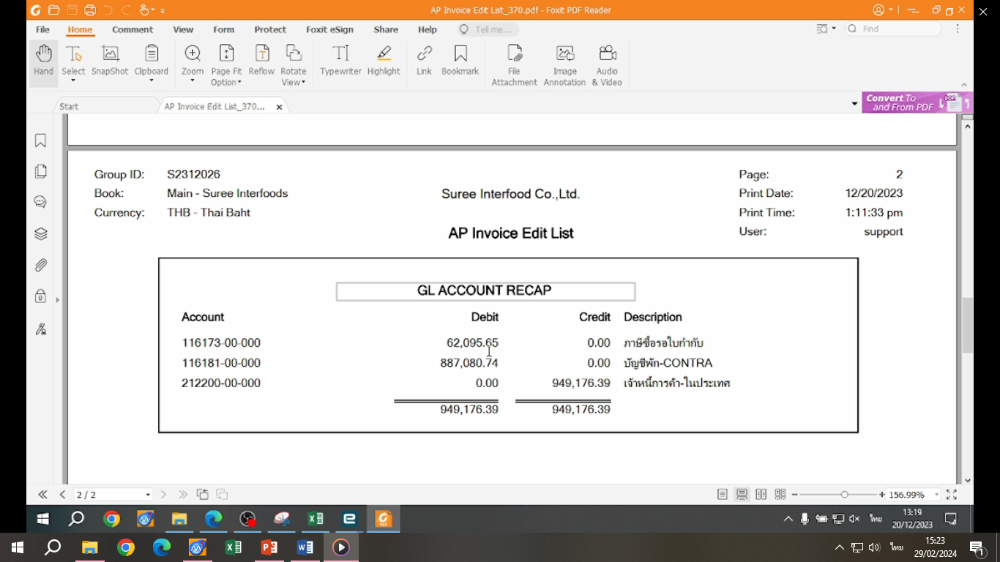 AP Invoice Edit List_370.pdf - Foxit PDF Reader
File Home Comment View Form Protect Foxit eSign Share Help Tell me... Find
Hand Select SnapShot Clipboard Zoom Page Fit Option Reflow Rotate View Typewriter Highlight Link Bookmark File Attachment Image Annotation Audio & Video
Start AP Invoice Edit List_370... Convert To and From PDF PDF
Group ID: S2312026 Page: 2
Book: Main - Suree Interfoods Suree Interfood Co.,Ltd. Print Date: 12/20/2023
Currency: THB - Thai Baht Print Time: 1:11:33 pm
AP Invoice Edit List User: support
GL ACCOUNT RECAP
Account Debit Credit Description
116173-00-000 62,095.65 0.00 ภาษีซื้อรอใบกำกับ
116181-00-000 887,080.74 0.00 บัญชีพัก-CONTRA
212200-00-000 0.00 949,176.39 เจ้าหนี้การค้า-ในประเทศ
949,176.39 949,176.39
2 / 2 156.99%
ไทย 13:19
20/12/2023
ไทย 15:23
29/02/2024 1